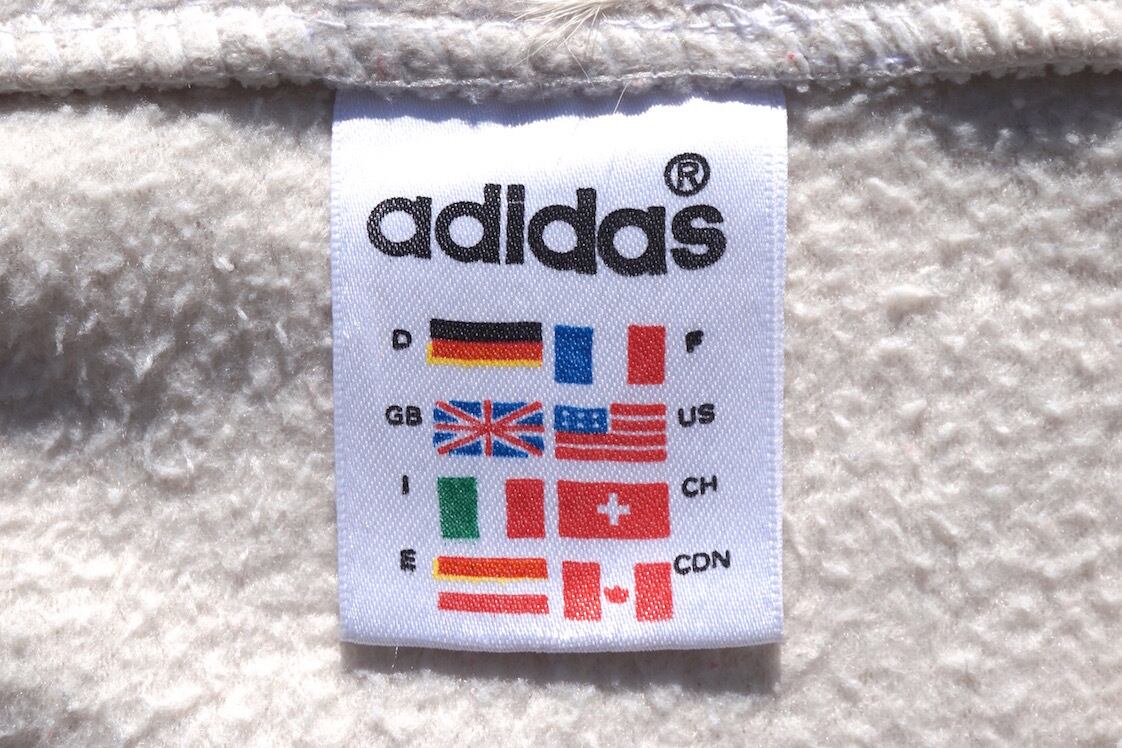 adidas®
D F
GB US
I CH
E CDN